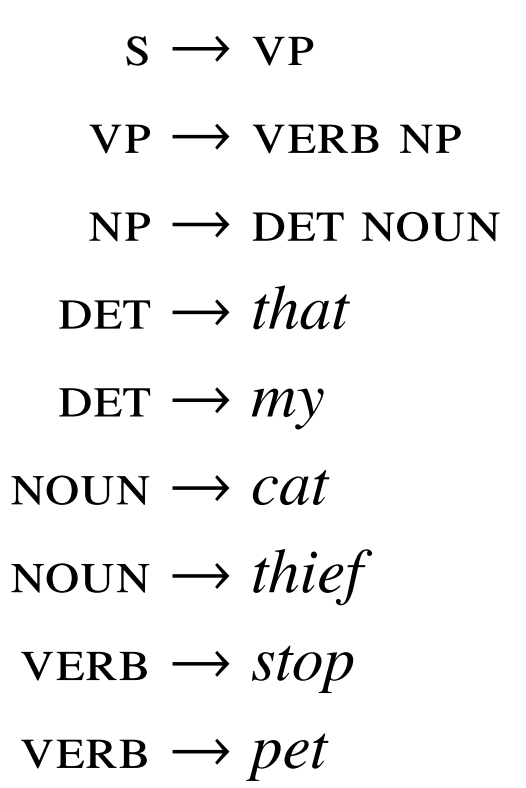 S → VP
VP → VERB NP
NP → DET NOUN
DET → that
DET → my
NOUN → cat
NOUN → thief
VERB → stop
VERB → pet